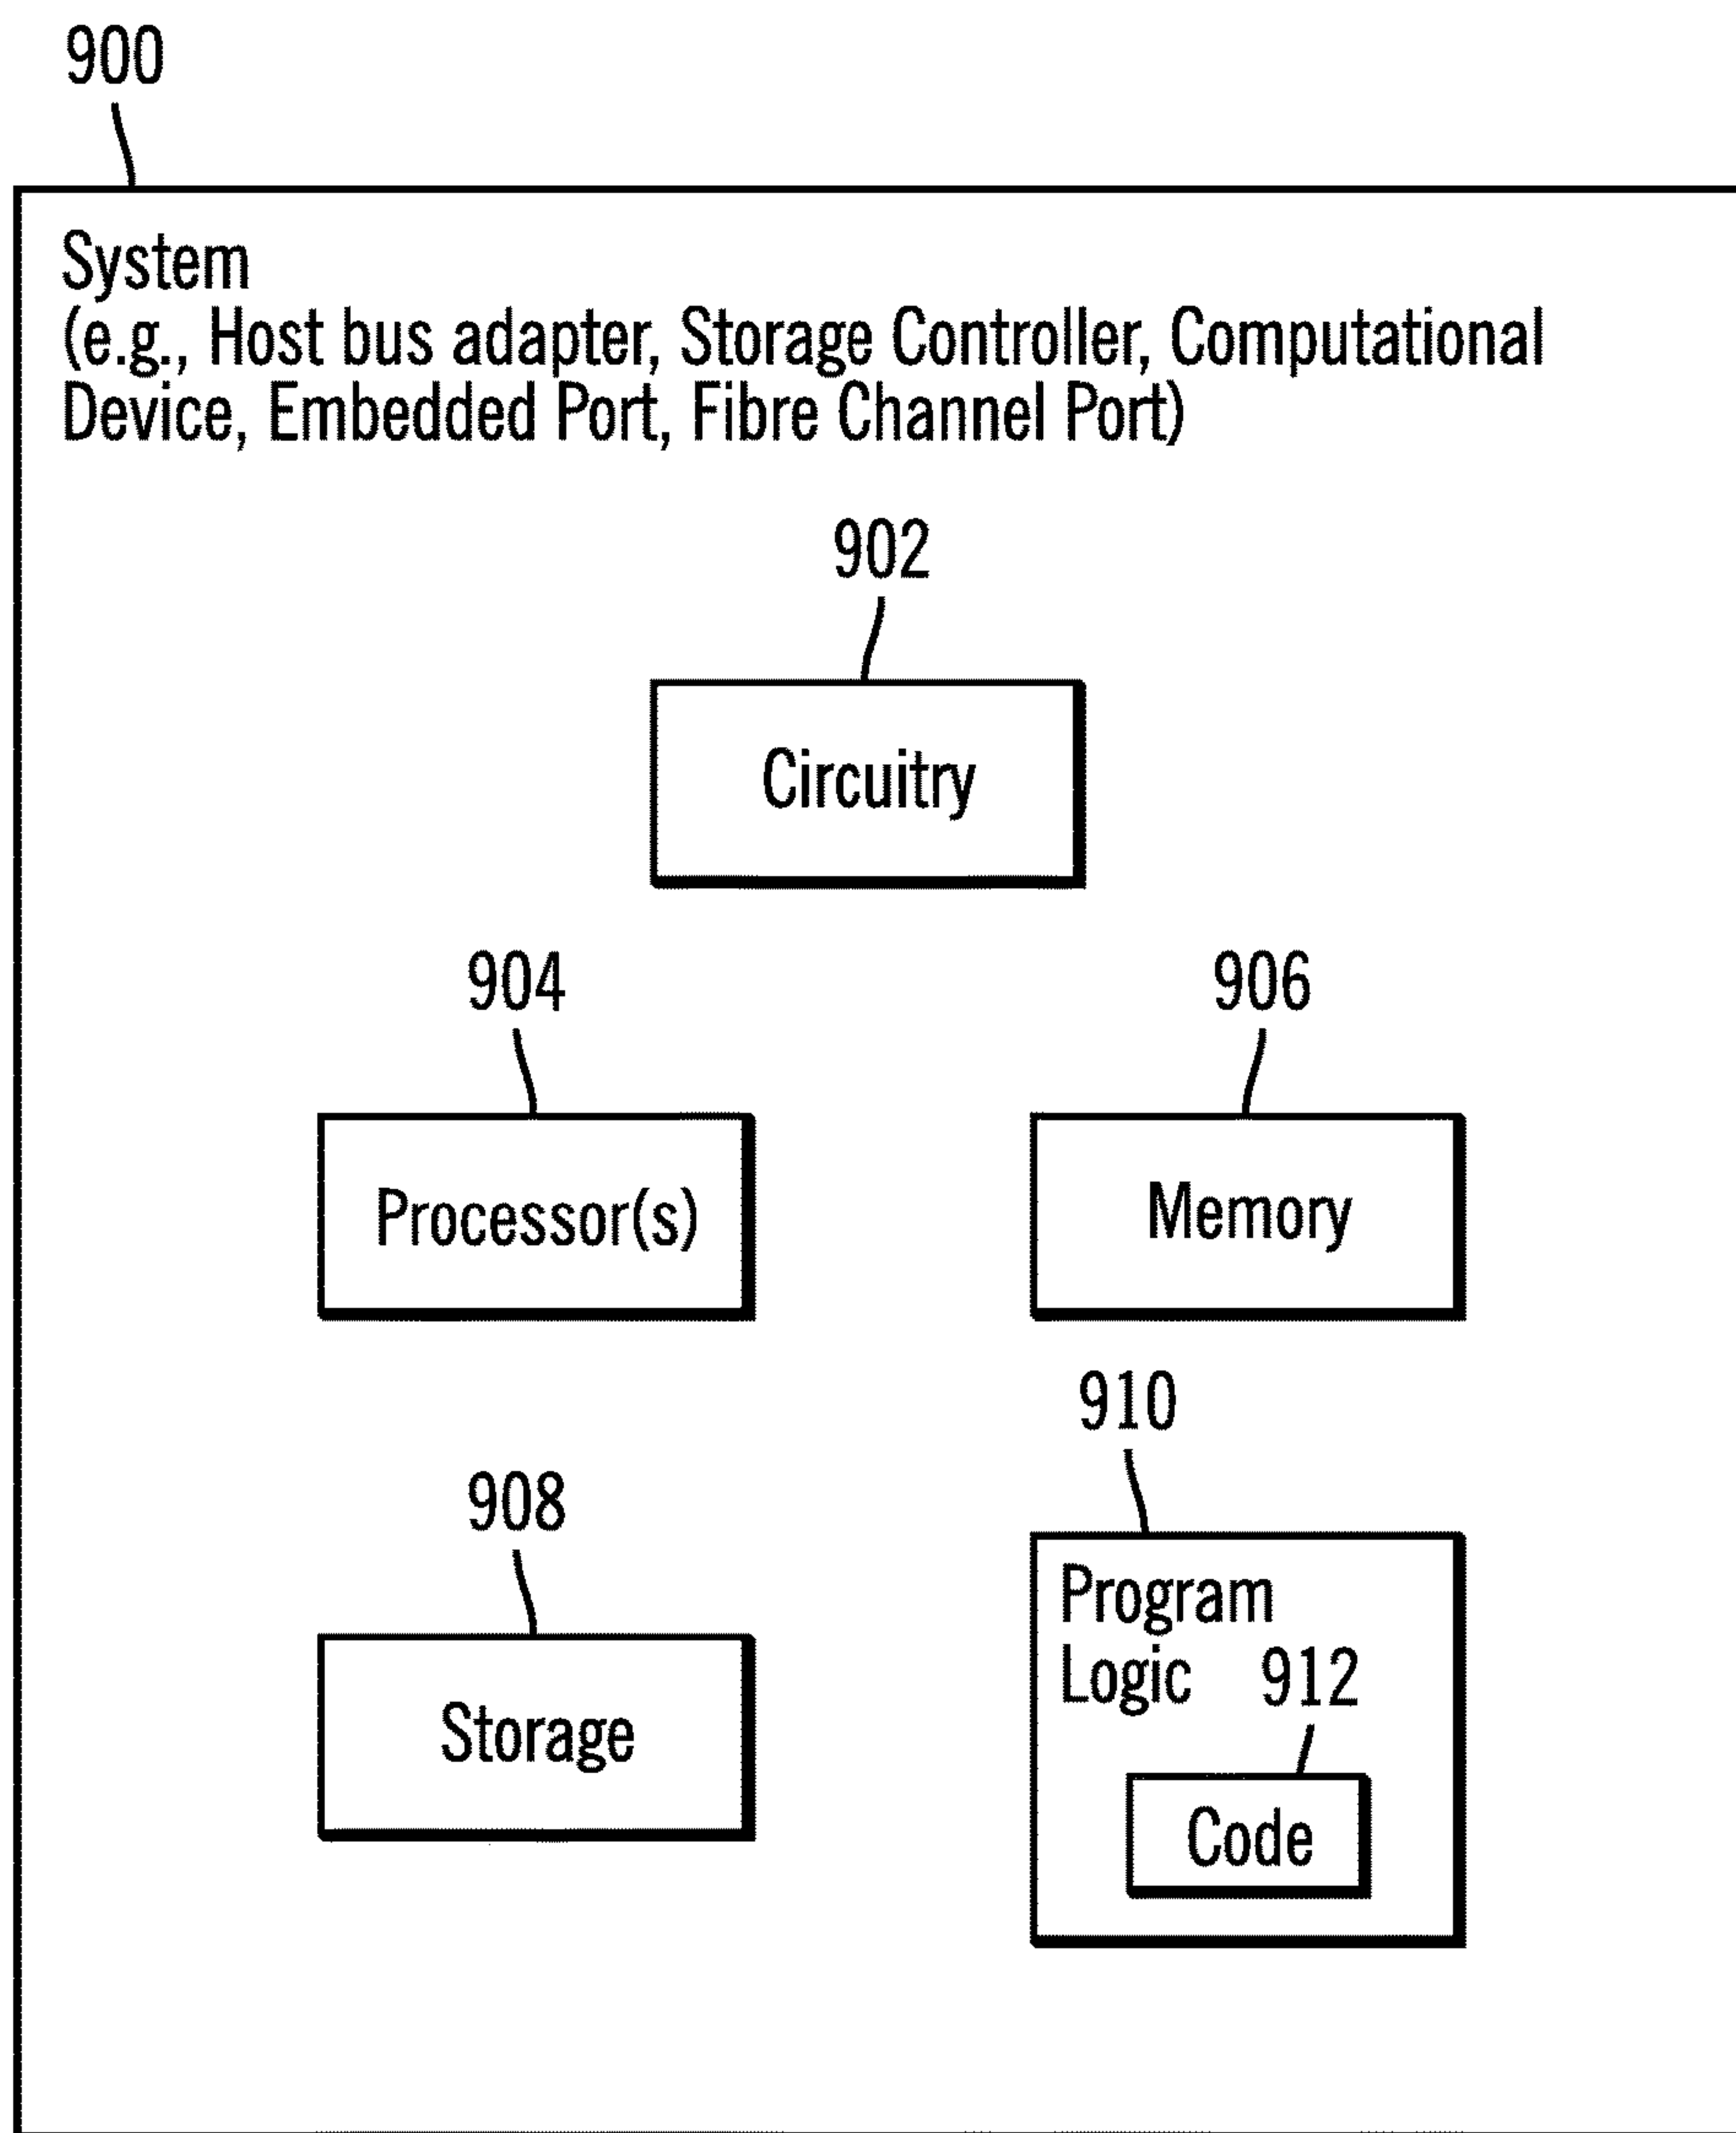 900
System
(e.g., Host bus adapter, Storage Controller, Computational
Device, Embedded Port, Fibre Channel Port)
902
Circuitry
904
906
Processor(s)
Memory
910
908
Program
Logic 912
Storage
Code